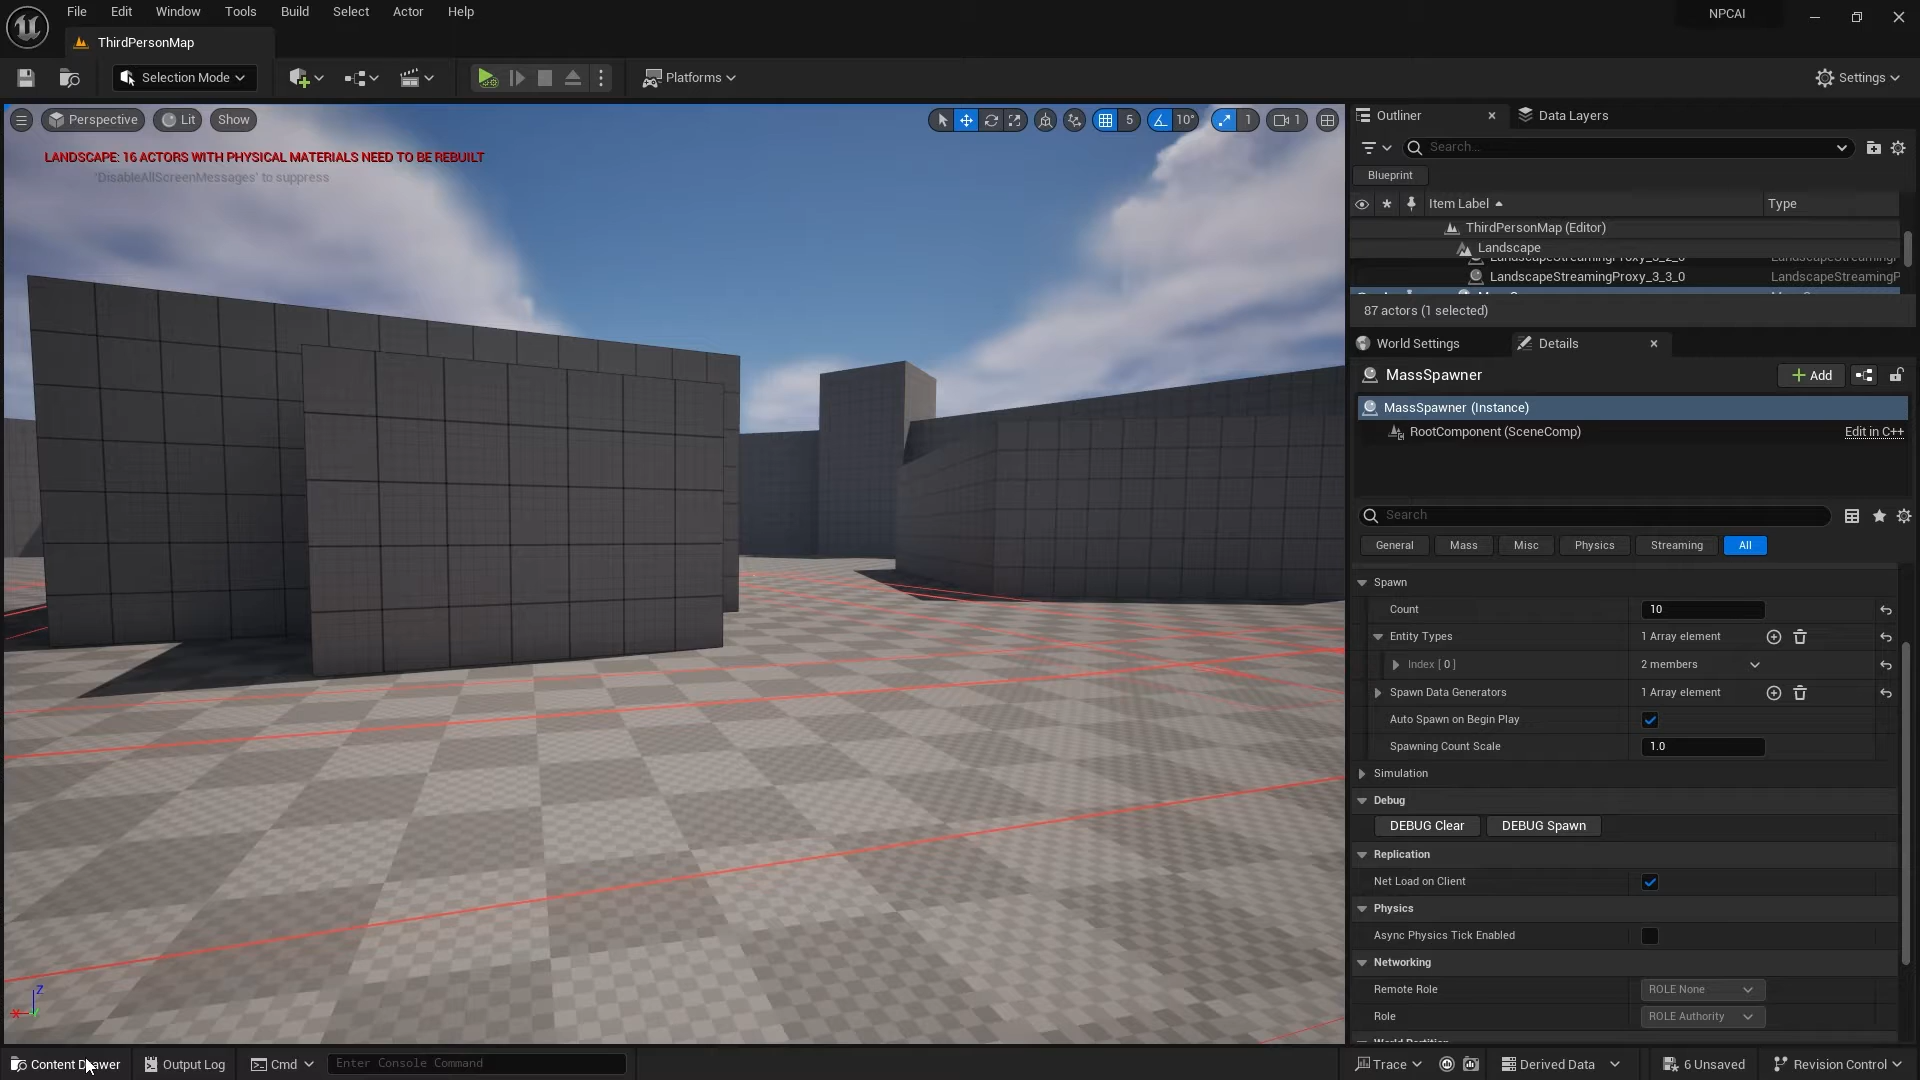 File Edit Window Tools Build Select Actor Help
NPCAI
ThirdPersonMap
Selection Mode
Platforms
Settings
Perspective Lit Show
5 10° 1 1
LANDSCAPE: 16 ACTORS WITH PHYSICAL MATERIALS NEED TO BE REBUILT
'DisableAllScreenMessages' to suppress
Outliner
Data Layers
Search...
Blueprint
Item Label Type
ThirdPersonMap (Editor)
Landscape
LandscapeStreamingProxy_3_2_0 LandscapeStreamingP
LandscapeStreamingProxy_3_3_0 LandscapeStreamingP
87 actors (1 selected)
World Settings
Details
MassSpawner
Add
MassSpawner (Instance)
RootComponent (SceneComp) Edit in C++
Search
General Mass Misc Physics Streaming All
Spawn
Count 10
Entity Types 1 Array element
Index [ 0 ] 2 members
Spawn Data Generators 1 Array element
Auto Spawn on Begin Play
Spawning Count Scale 1.0
Simulation
Debug
DEBUG Clear DEBUG Spawn
Replication
Net Load on Client
Physics
Async Physics Tick Enabled
Networking
Remote Role ROLE None
Role ROLE Authority
World Partition
Z
X
Content Drawer Output Log Cmd Enter Console Command
Trace Derived Data 6 Unsaved Revision Control